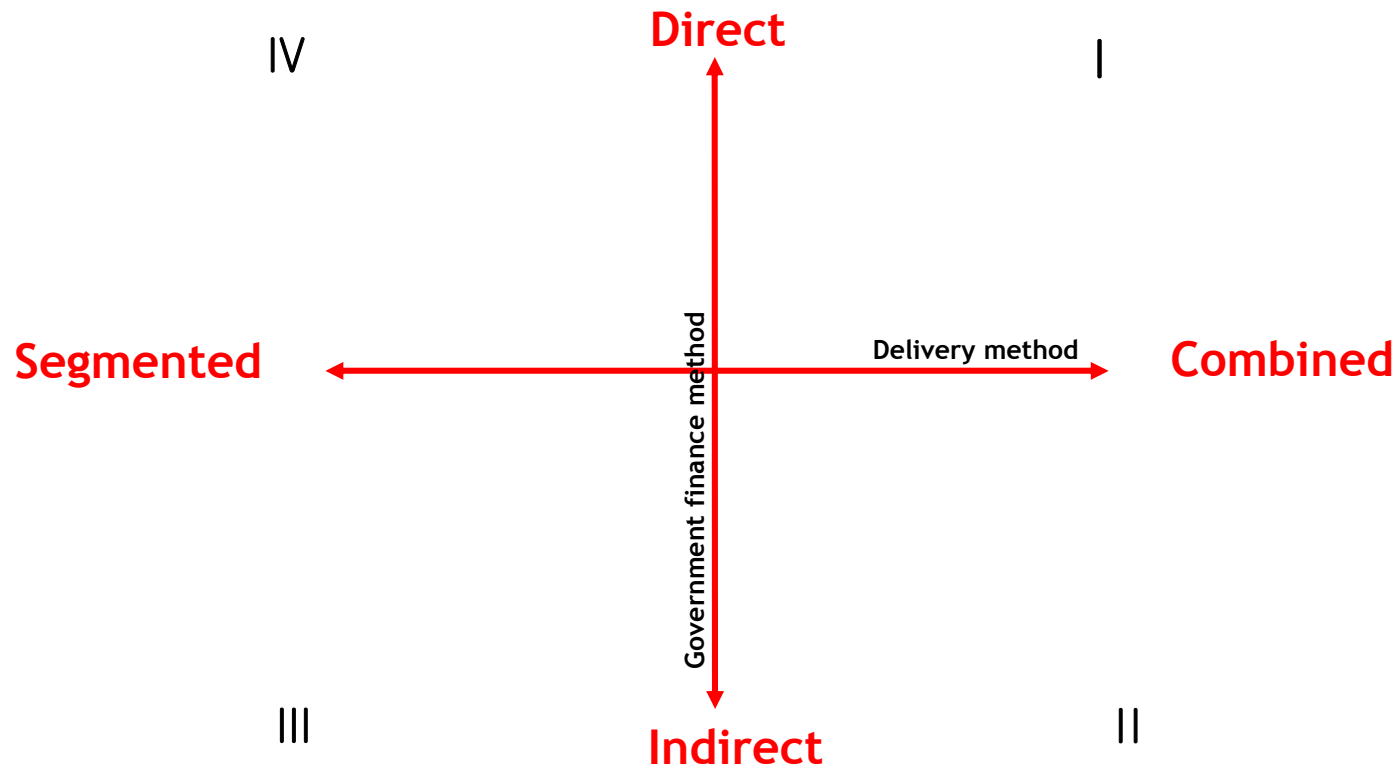 Direct
IV
I
Segmented
Delivery method
Combined
Government finance method
III
II
Indirect